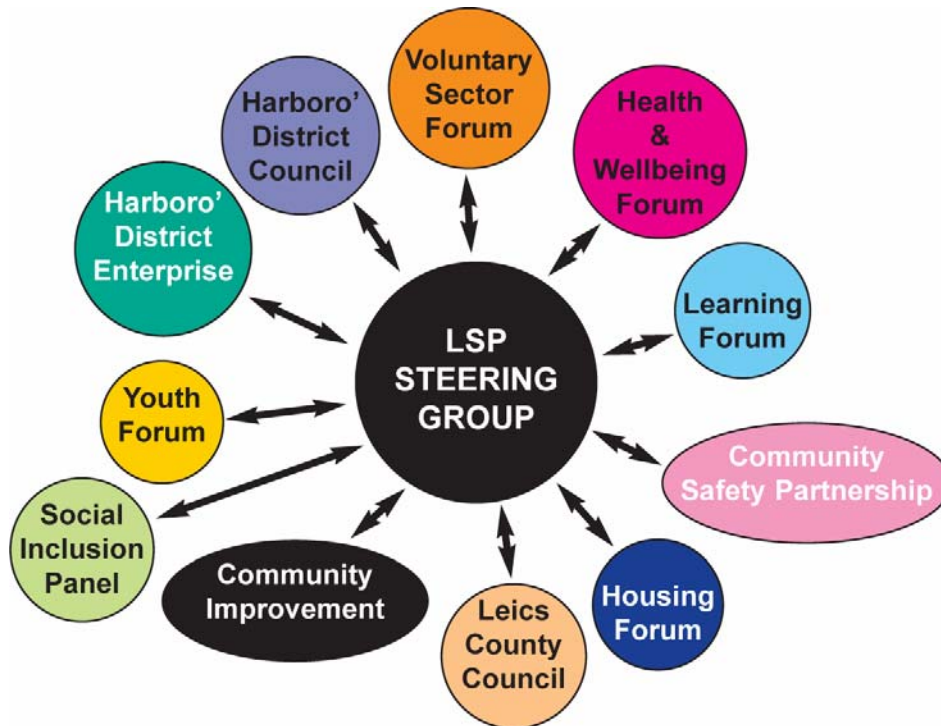 Voluntary
Sector
Forum
Harboro'
District
Council
Health
&
Wellbeing
Forum
Harboro'
District
Enterprise
Learning
Forum
LSP
STEERING
GROUP
Youth
Forum
Community
Safety Partnership
Social
Inclusion
Panel
Community
Improvement
Housing
Forum
Leics
County
Council